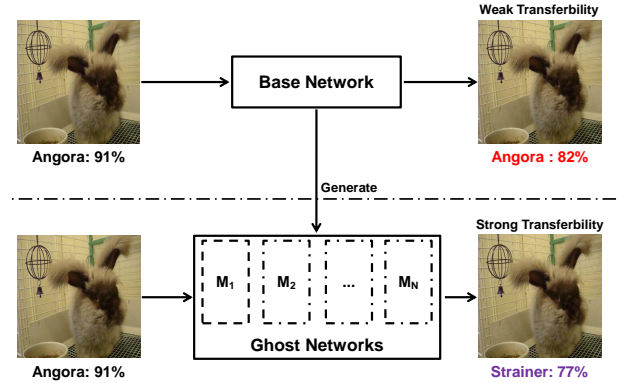 Weak Transferbility
Base Network
Angora: 91%
Angora : 82%
Generate
Strong Transferbility
M1 M2 ... MN
Ghost Networks
Angora: 91%
Strainer: 77%